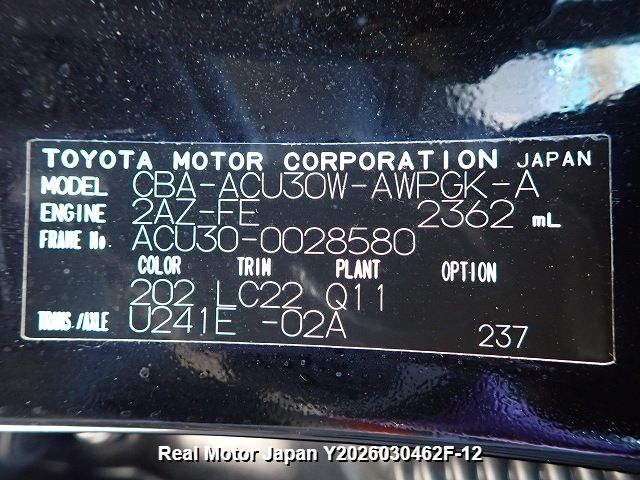 TOYOTA MOTOR CORPORATION JAPAN
MODEL CBA-ACU30W-AWPGK-A
ENGINE 2AZ-FE 2362 mL
FRAME No ACU30-0028580
COLOR TRIM PLANT OPTION
202 LC22 Q11
TRANS./AXLE U241E -02A 237
Real Motor Japan Y2026030462F-12